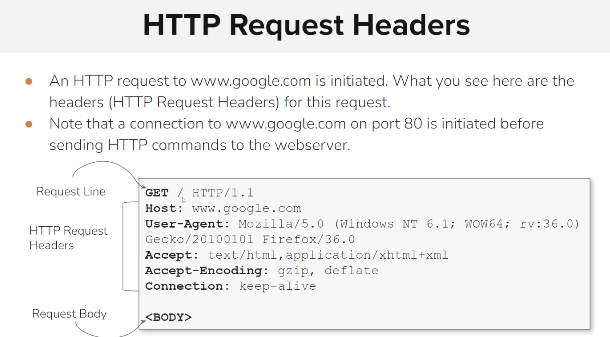 HTTP Request Headers
● An HTTP request to www.google.com is initiated. What you see here are the
headers (HTTP Request Headers) for this request.
● Note that a connection to www.google.com on port 80 is initiated before
sending HTTP commands to the webserver.
Request Line
GET / HTTP/1.1
Host: www.google.com
HTTP Request
Headers
User-Agent: Mozilla/5.0 (Windows NT 6.1; WOW64; rv:36.0)
Gecko/20100101 Firefox/36.0
Accept: text/html,application/xhtml+xml
Accept-Encoding: gzip, deflate
Connection: keep-alive
Request Body
<BODY>